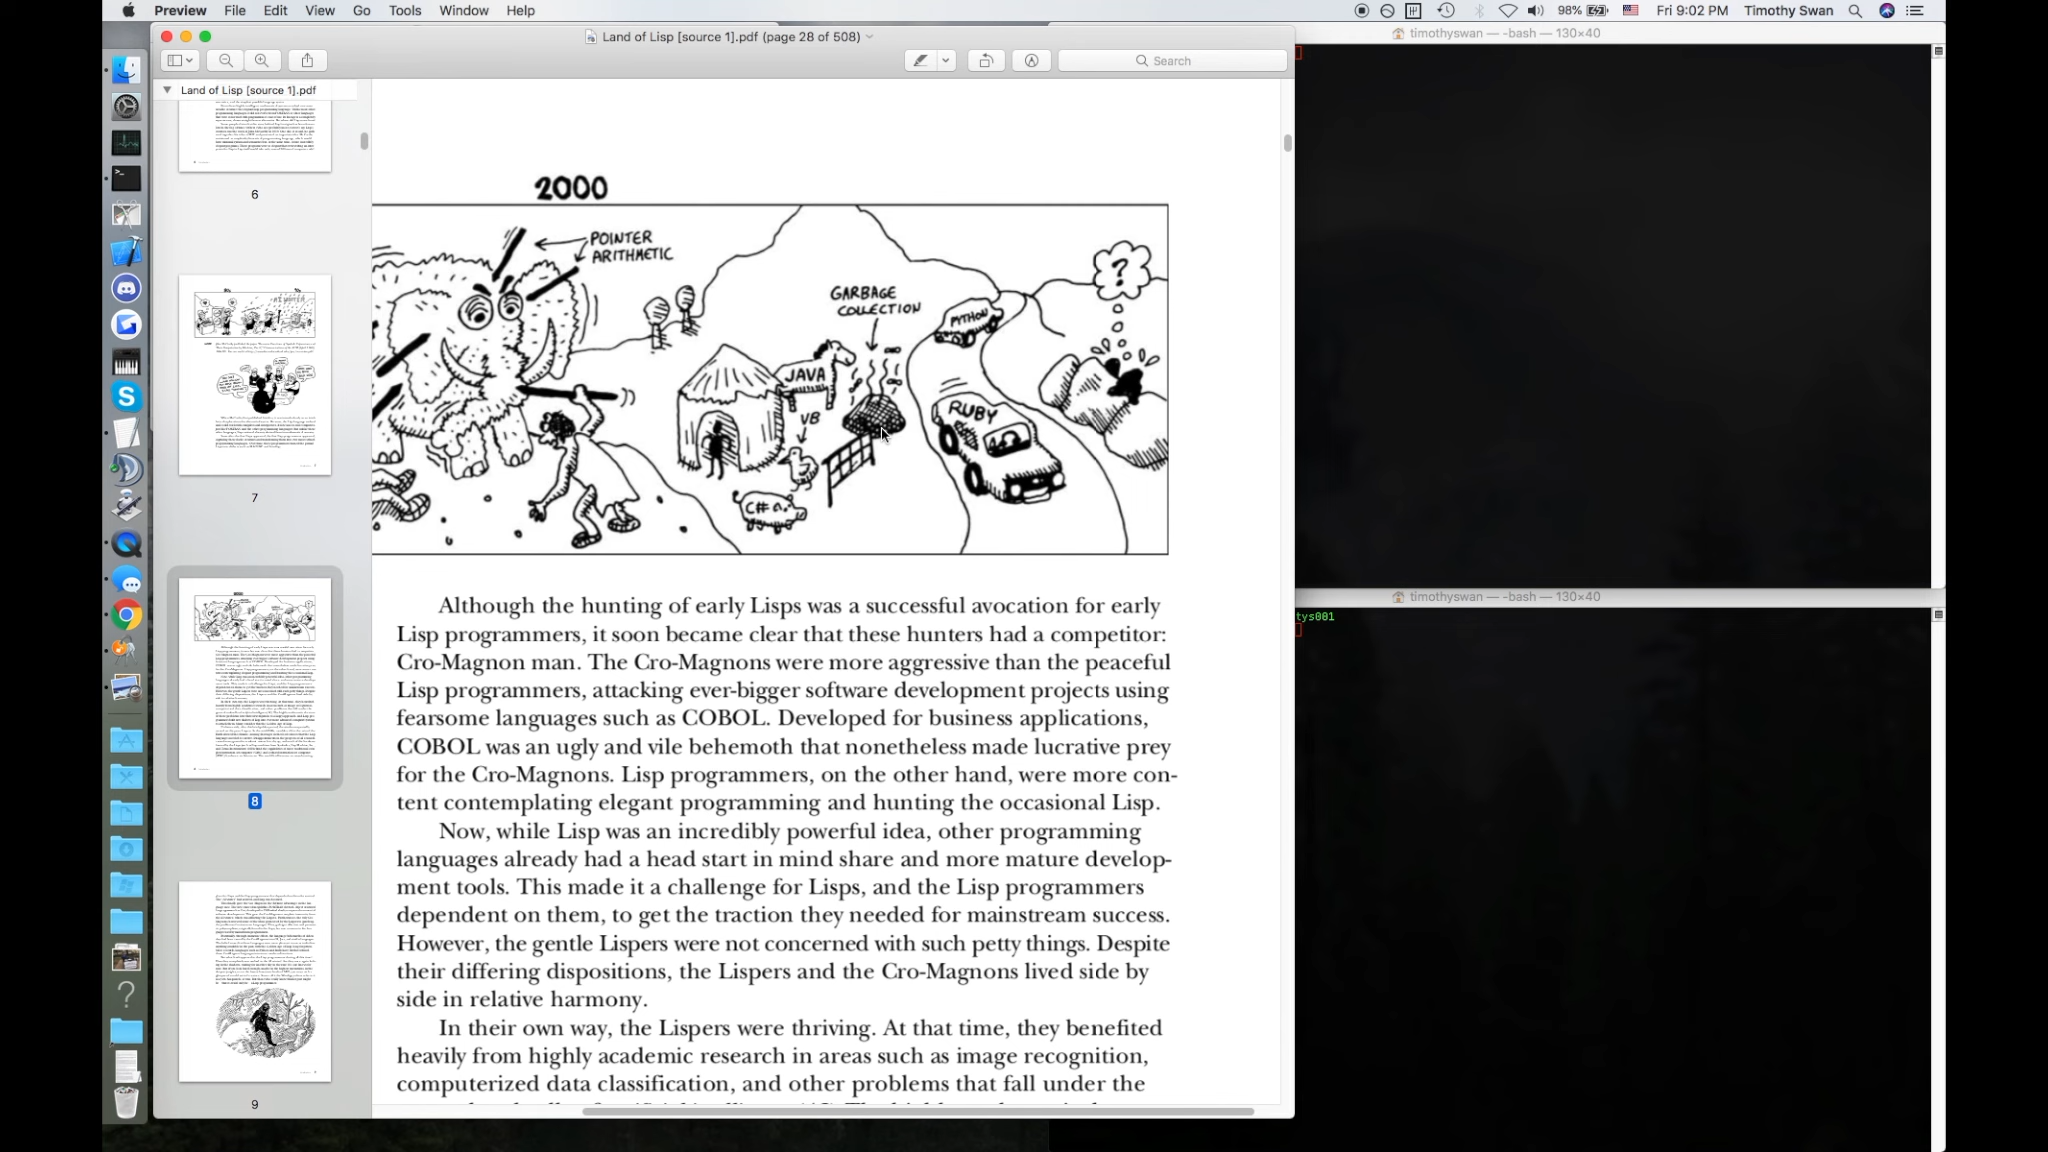 Preview File Edit View Go Tools Window Help
98% Fri 9:02 PM Timothy Swan
Land of Lisp [source 1].pdf (page 28 of 508)
Search
Land of Lisp [source 1].pdf
6
7
8
9
2000
POINTER
ARITHMETIC
GARBAGE
COLLECTION
PYTHON
?
JAVA
RUBY
VB
C#
Although the hunting of early Lisps was a successful avocation for early
Lisp programmers, it soon became clear that these hunters had a competitor:
Cro-Magnon man. The Cro-Magnons were more aggressive than the peaceful
Lisp programmers, attacking ever-bigger software development projects using
fearsome languages such as COBOL. Developed for business applications,
COBOL was an ugly and vile behemoth that nonetheless made lucrative prey
for the Cro-Magnons. Lisp programmers, on the other hand, were more con-
tent contemplating elegant programming and hunting the occasional Lisp.
Now, while Lisp was an incredibly powerful idea, other programming
languages already had a head start in mind share and more mature develop-
ment tools. This made it a challenge for Lisps, and the Lisp programmers
dependent on them, to get the traction they needed for mainstream success.
However, the gentle Lispers were not concerned with such petty things. Despite
their differing dispositions, the Lispers and the Cro-Magnons lived side by
side in relative harmony.
In their own way, the Lispers were thriving. At that time, they benefited
heavily from highly academic research in areas such as image recognition,
computerized data classification, and other problems that fall under the
timothyswan — -bash — 130×40
timothyswan — -bash — 130×40
tys001